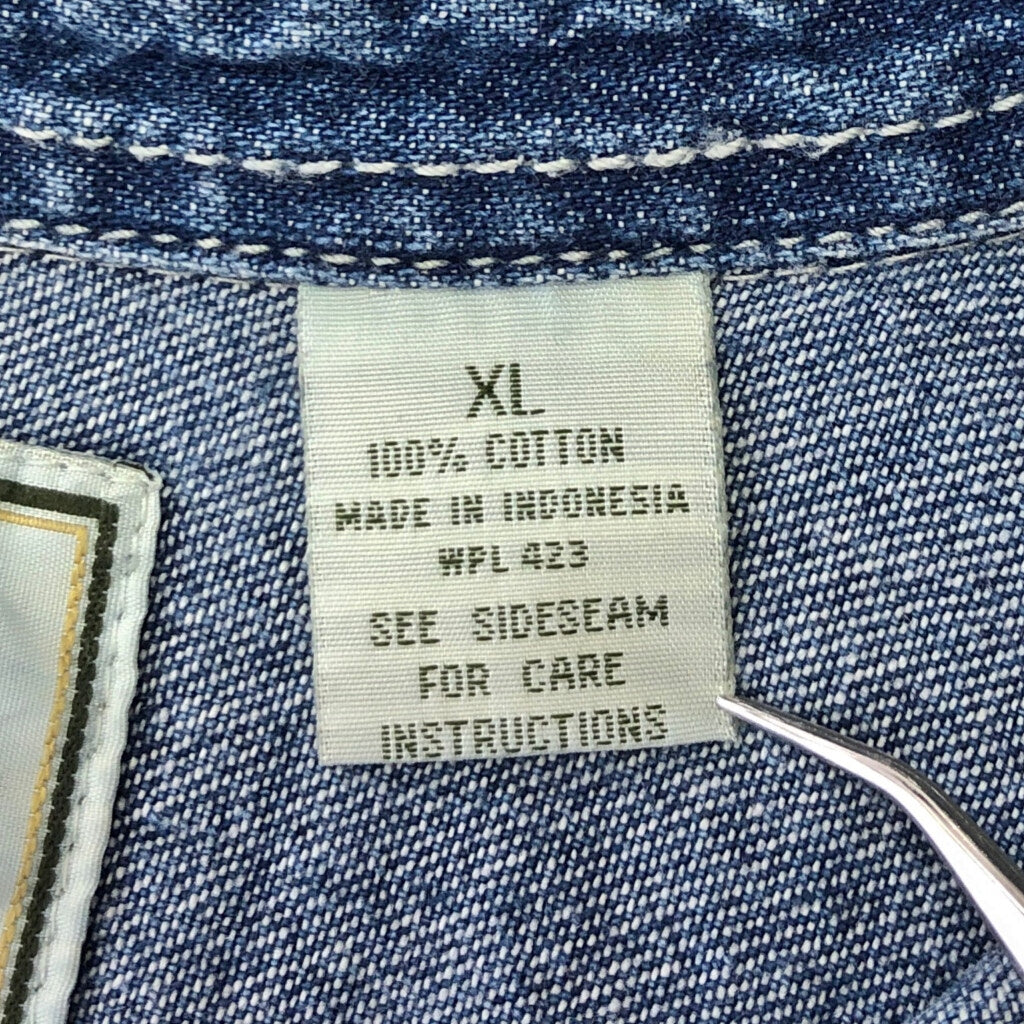 XL
100% COTTON
MADE IN INDONESIA
WPL 423
SEE SIDESEAM
FOR CARE
INSTRUCTIONS